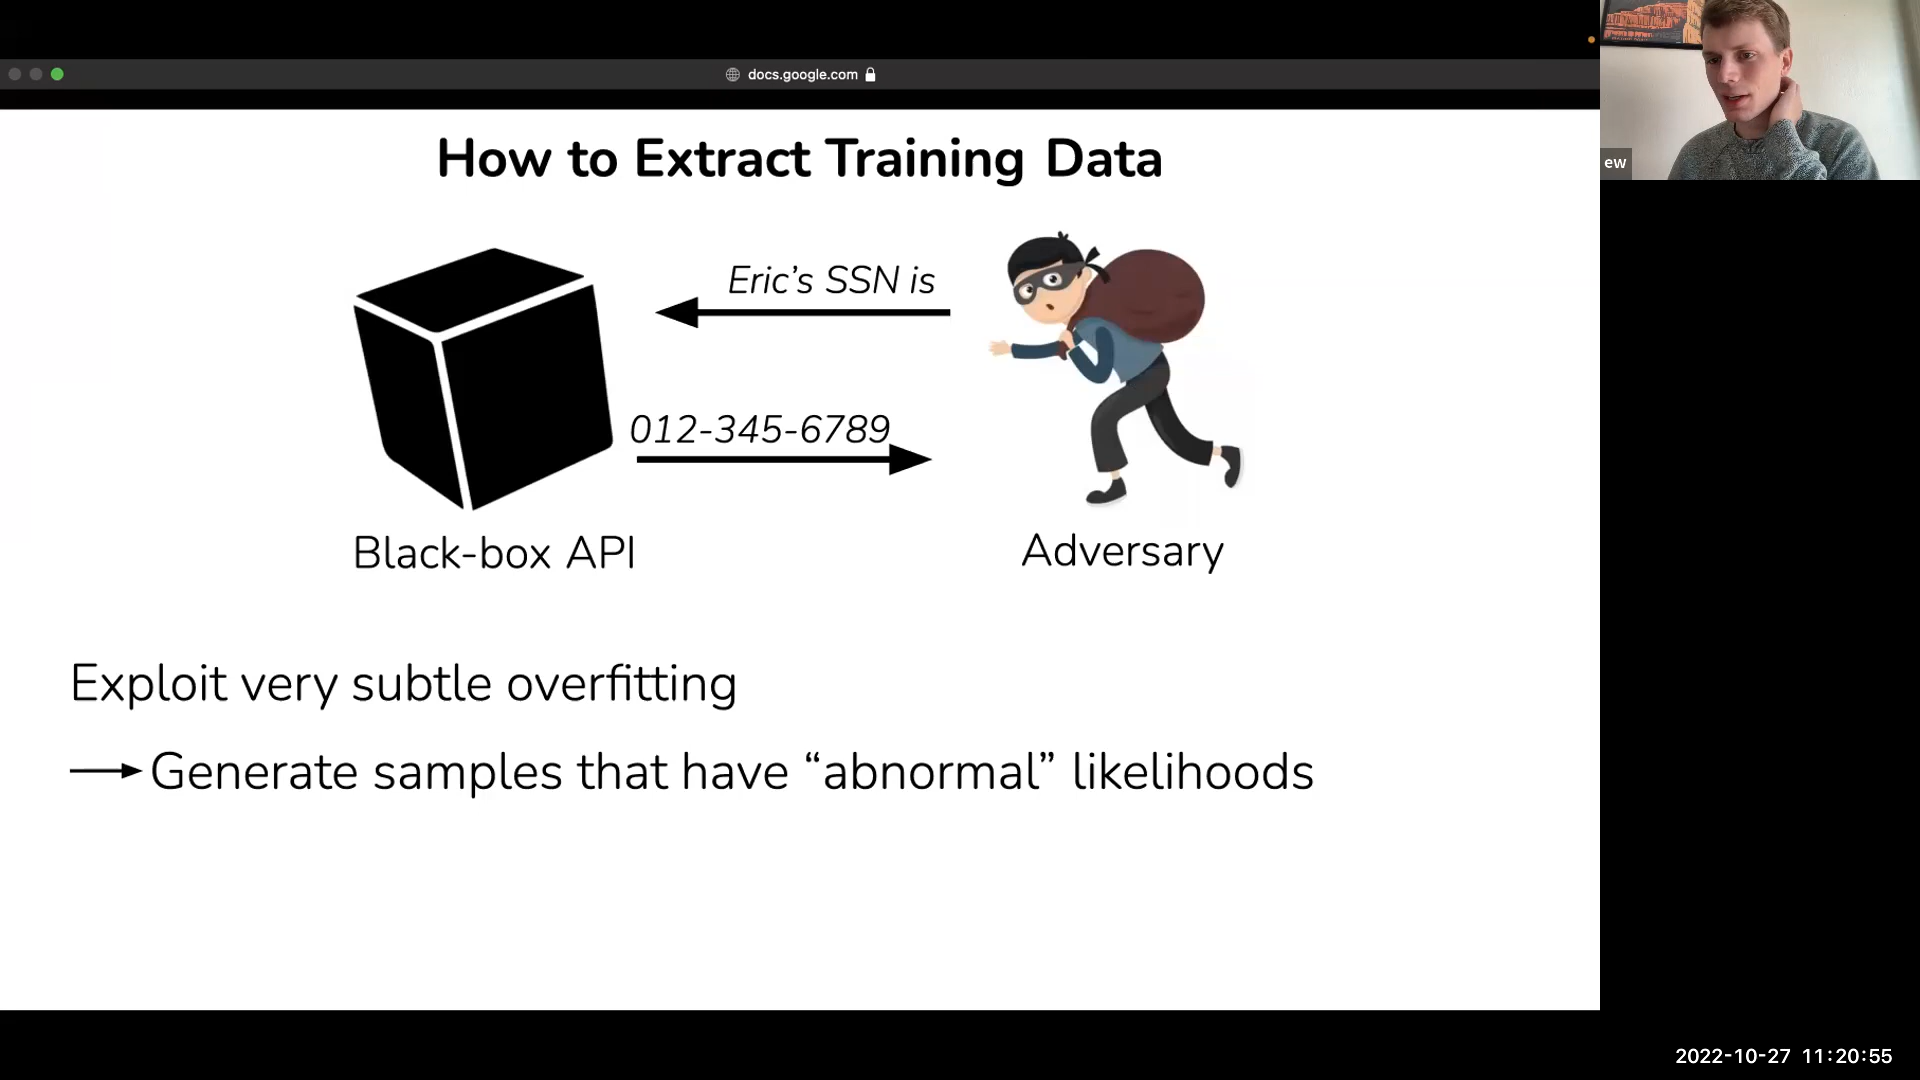 docs.google.com
How to Extract Training Data
Eric’s SSN is
012-345-6789
Black-box API
Adversary
Exploit very subtle overfitting
Generate samples that have “abnormal” likelihoods
ew
2022-10-27 11:20:55